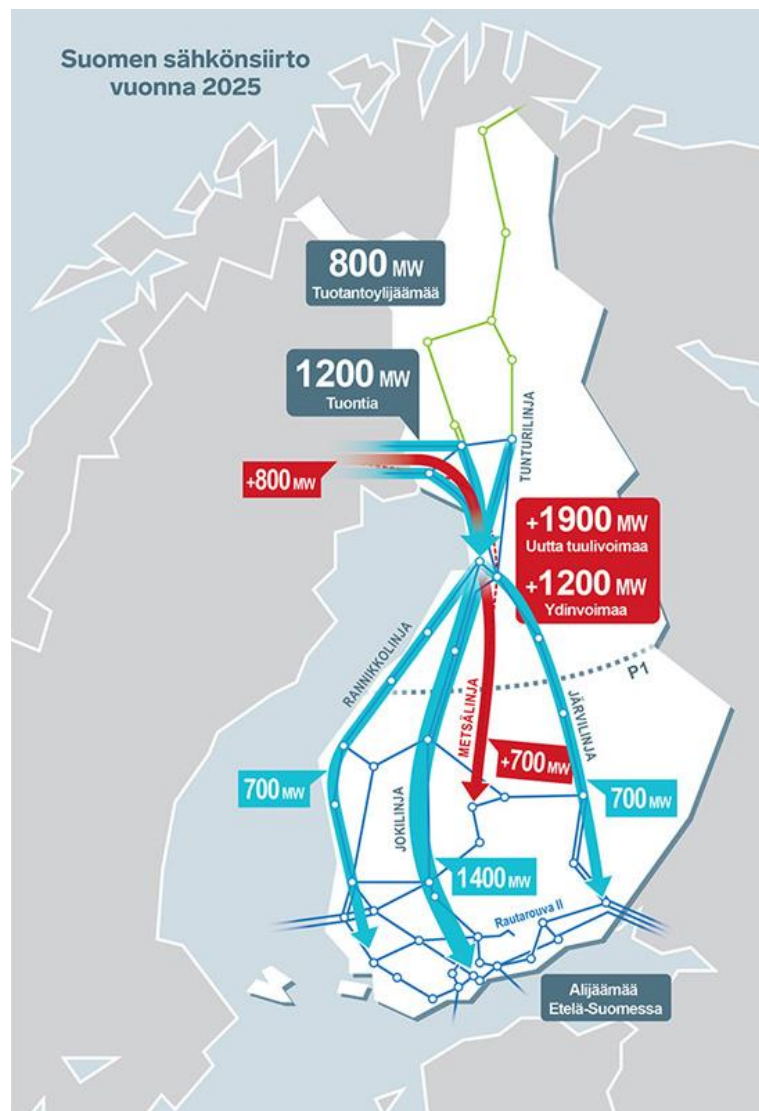 Suomen sähkönsiirto
vuonna 2025
800 MW
Tuotantoylijäämää
1200 MW
Tuontia
TUNTURILINJA
+800 MW
+1900 MW
Uutta tuulivoimaa
+1200 MW
Ydinvoimaa
RANNIKKOLINJA
P1
METSÄLINJA
JÄRVILINJA
+700 MW
700 MW
700 MW
JOKILINJA
1400 MW
Rautarouva II
Alijäämää
Etelä-Suomessa